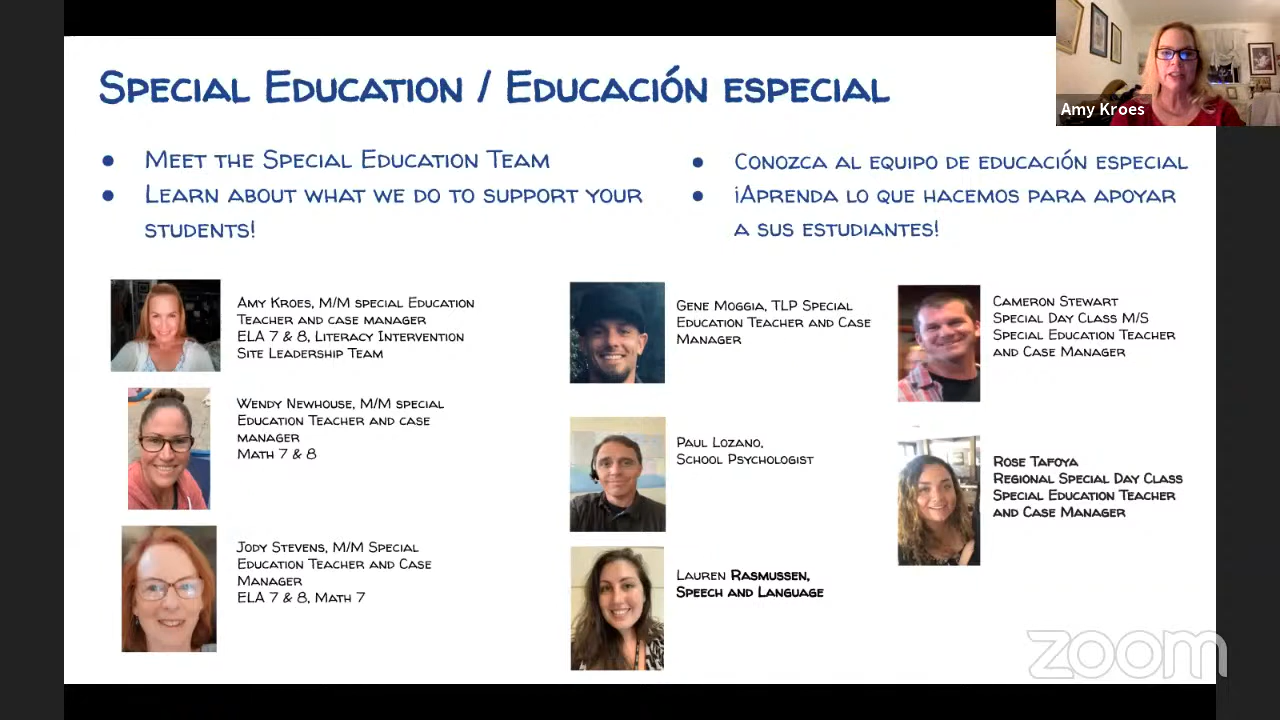 Special Education / Educación especial
Amy Kroes
● Meet the Special Education Team
● Learn about what we do to support your
students!
● Conozca al equipo de educación especial
● ¡Aprenda lo que hacemos para apoyar
a sus estudiantes!
Amy Kroes, M/M special Education
Teacher and case manager
ELA 7 & 8, Literacy Intervention
Site Leadership Team
Wendy Newhouse, M/M special
Education Teacher and case
manager
Math 7 & 8
Jody Stevens, M/M Special
Education Teacher and Case
Manager
ELA 7 & 8, Math 7
Gene Moggia, TLP Special
Education Teacher and Case
Manager
Paul Lozano,
School Psychologist
Lauren Rasmussen,
Speech and Language
Cameron Stewart
Special Day Class M/S
Special Education Teacher
and Case Manager
Rose Tafoya
Regional Special Day Class
Special Education Teacher
and Case Manager
zoom